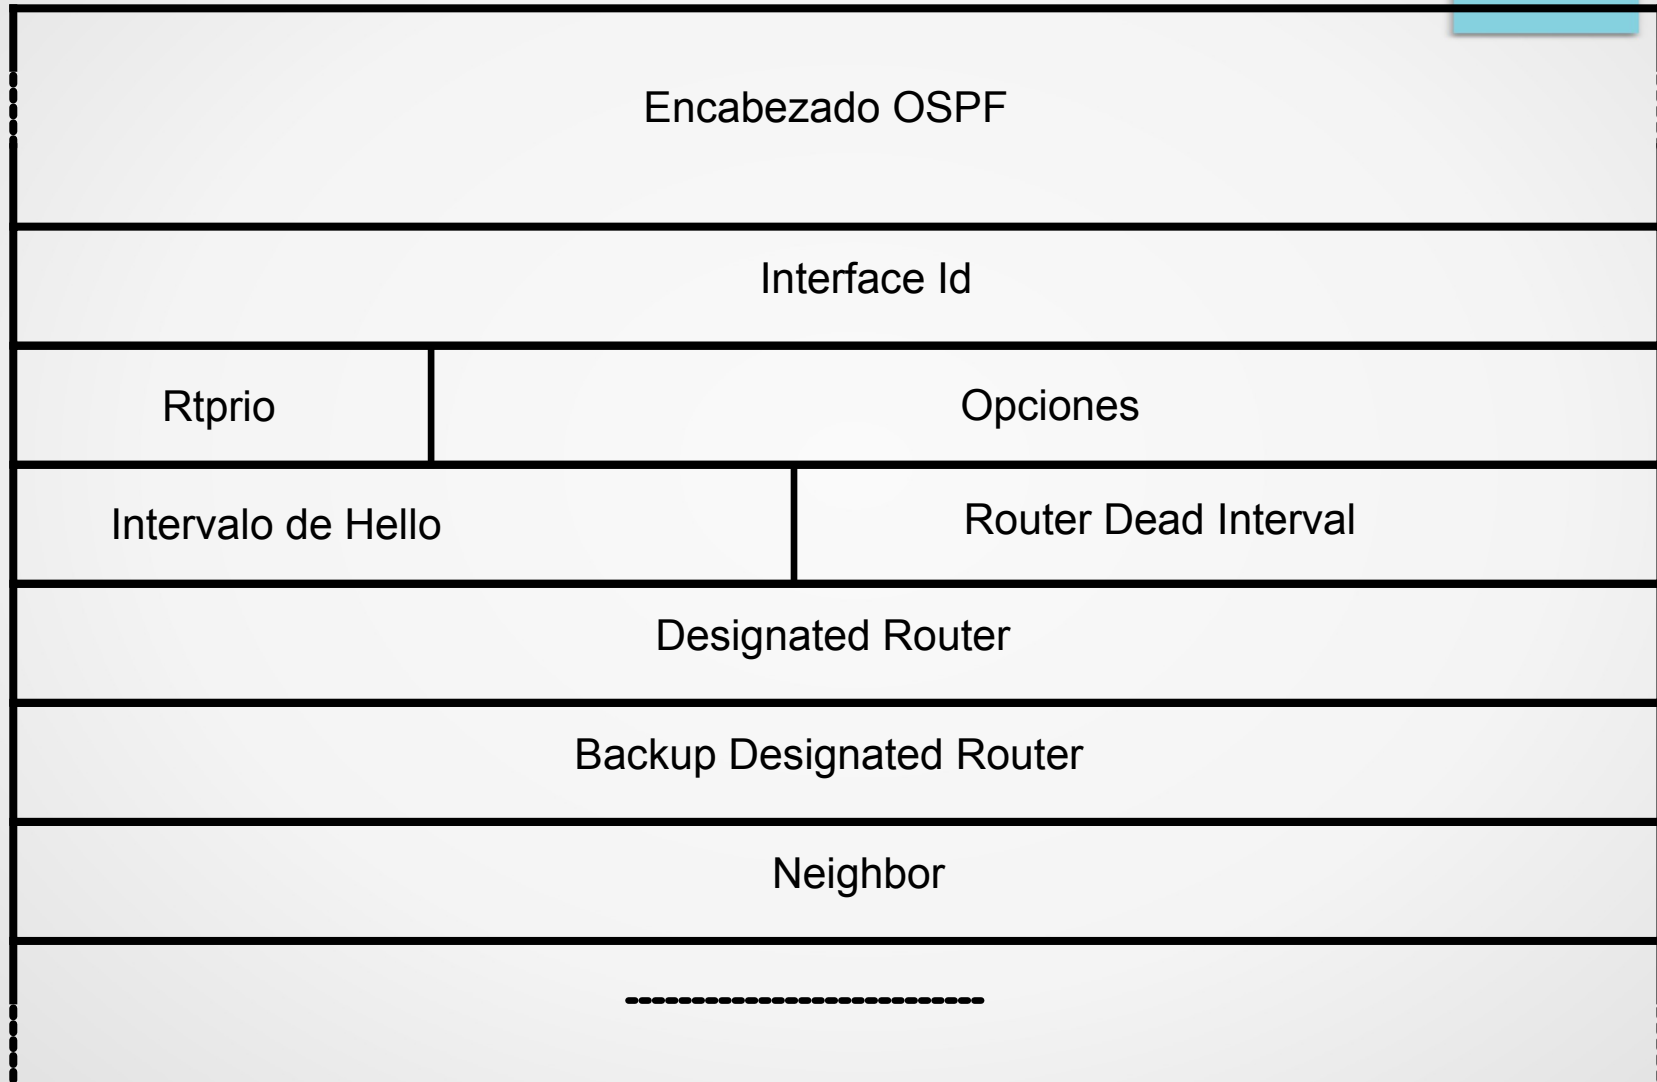 Encabezado OSPF
Interface Id
Rtprio
Opciones
Intervalo de Hello
Router Dead Interval
Designated Router
Backup Designated Router
Neighbor